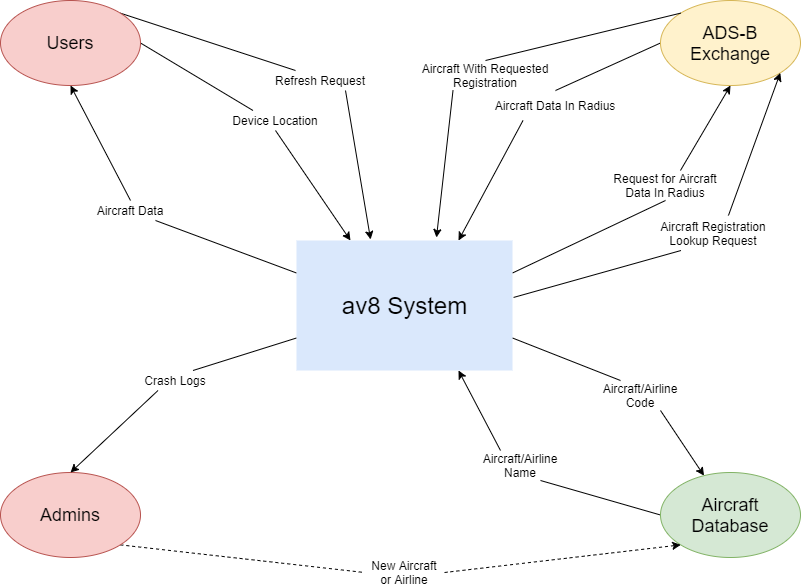 Users
ADS-B
Exchange
Refresh Request
Aircraft With Requested
Registration
Device Location
Aircraft Data In Radius
Aircraft Data
Request for Aircraft
Data In Radius
Aircraft Registration
Lookup Request
av8 System
Crash Logs
Aircraft/Airline
Code
Aircraft/Airline
Name
Admins
Aircraft
Database
New Aircraft
or Airline